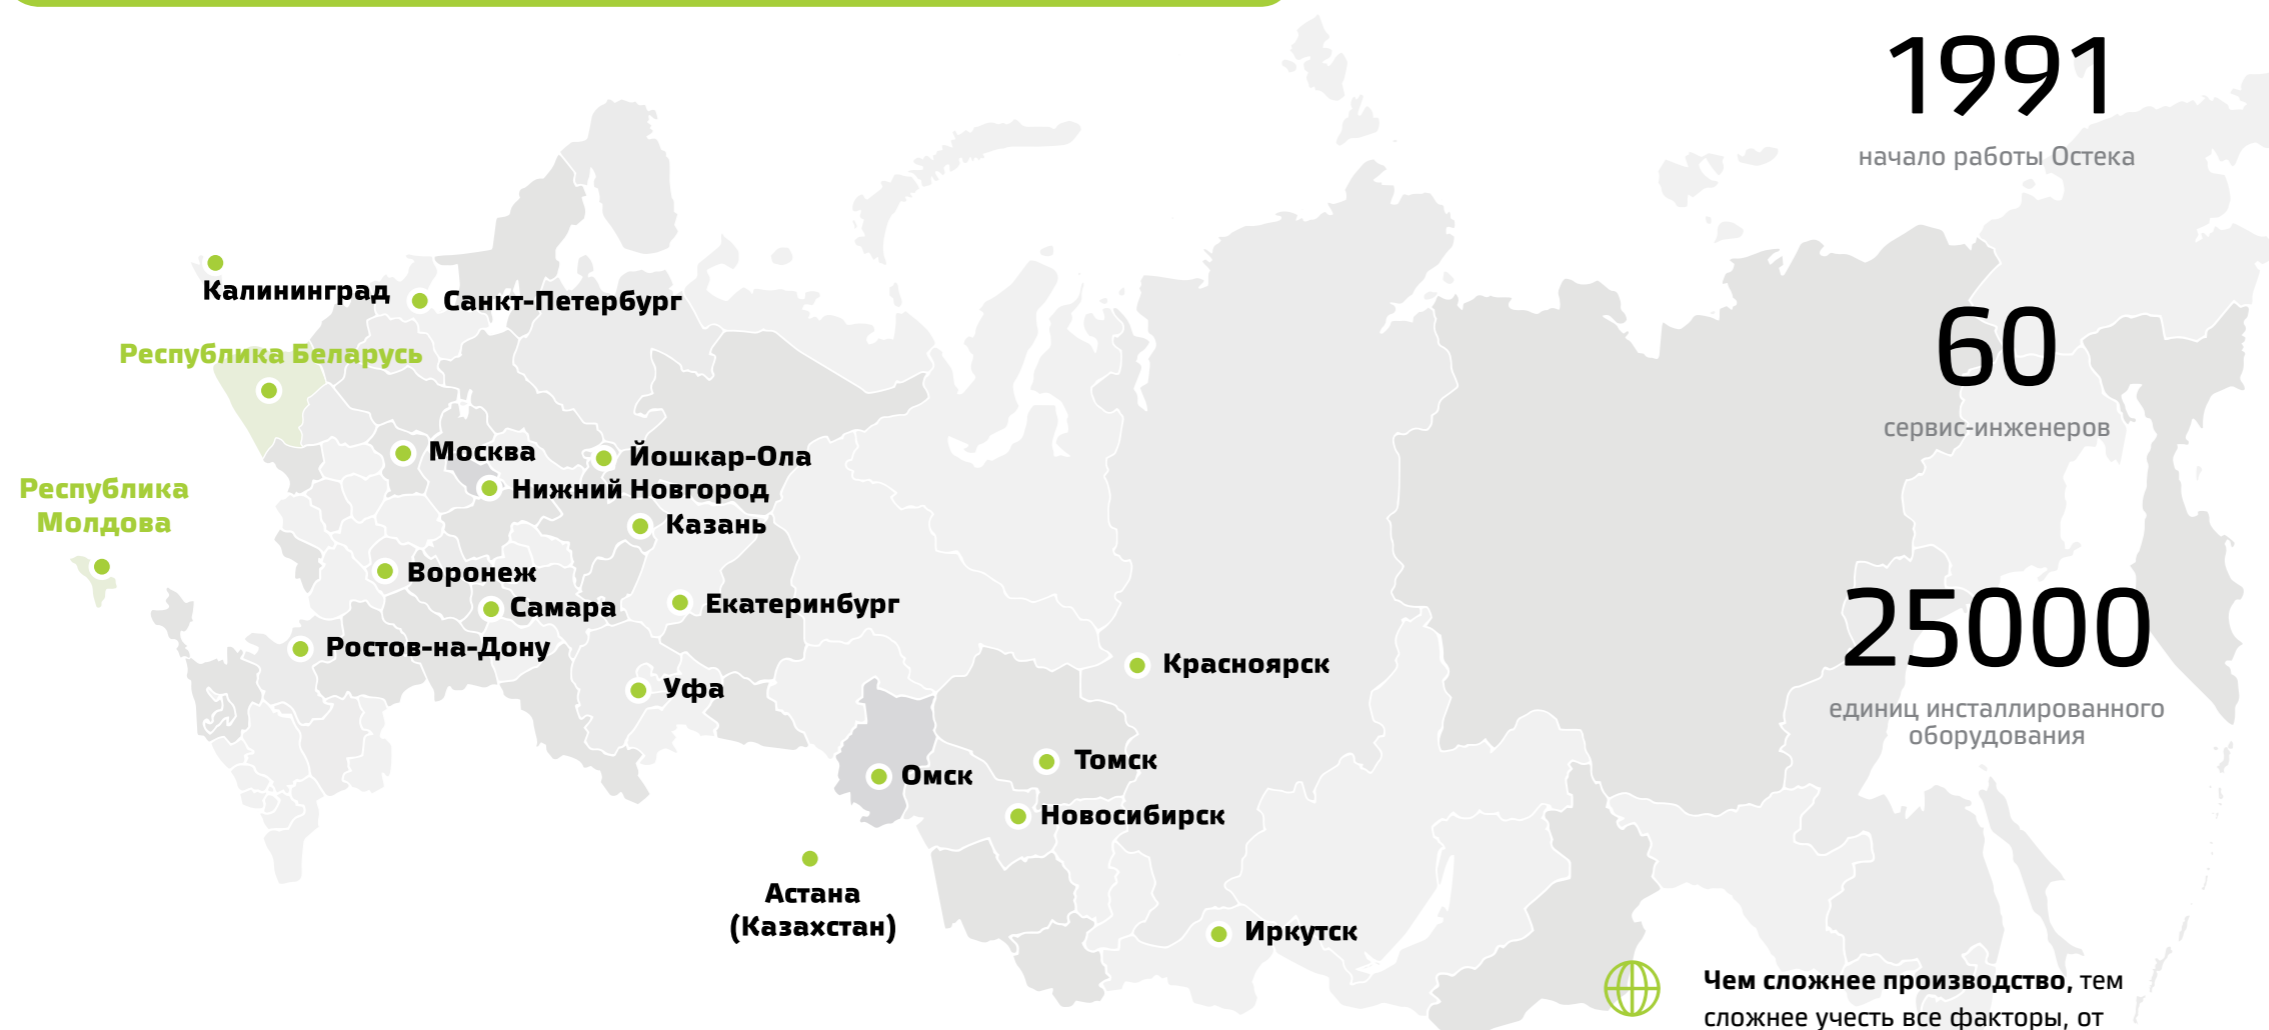 1991
начало работы Остека
Калининград
Санкт-Петербург
Республика Беларусь
60
сервис-инженеров
Москва
Йошкар-Ола
Нижний Новгород
Республика
Молдова
Казань
Воронеж
Самара
Екатеринбург
Ростов-на-Дону
Уфа
Красноярск
25000
единиц инсталлированного
оборудования
Томск
Омск
Новосибирск
Астана
(Казахстан)
Иркутск
Чем сложнее производство, тем
сложнее учесть все факторы, от